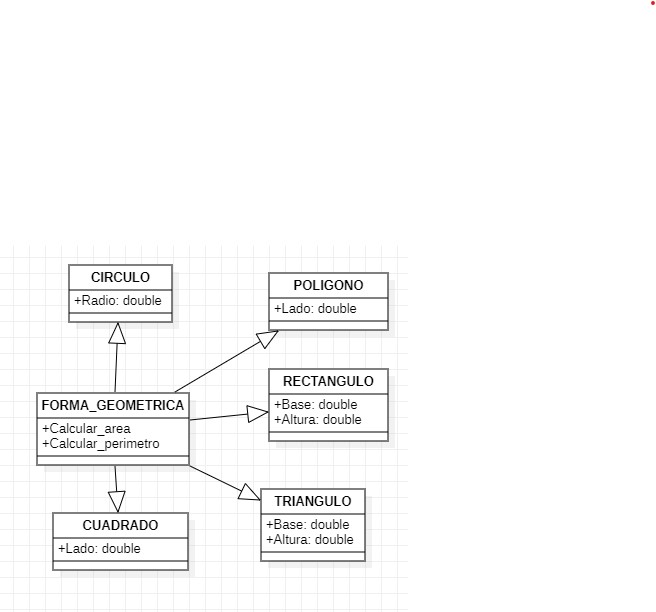 CIRCULO
+Radio: double
POLIGONO
+Lado: double
RECTANGULO
+Base: double
+Altura: double
FORMA_GEOMETRICA
+Calcular_area
+Calcular_perimetro
TRIANGULO
+Base: double
+Altura: double
CUADRADO
+Lado: double